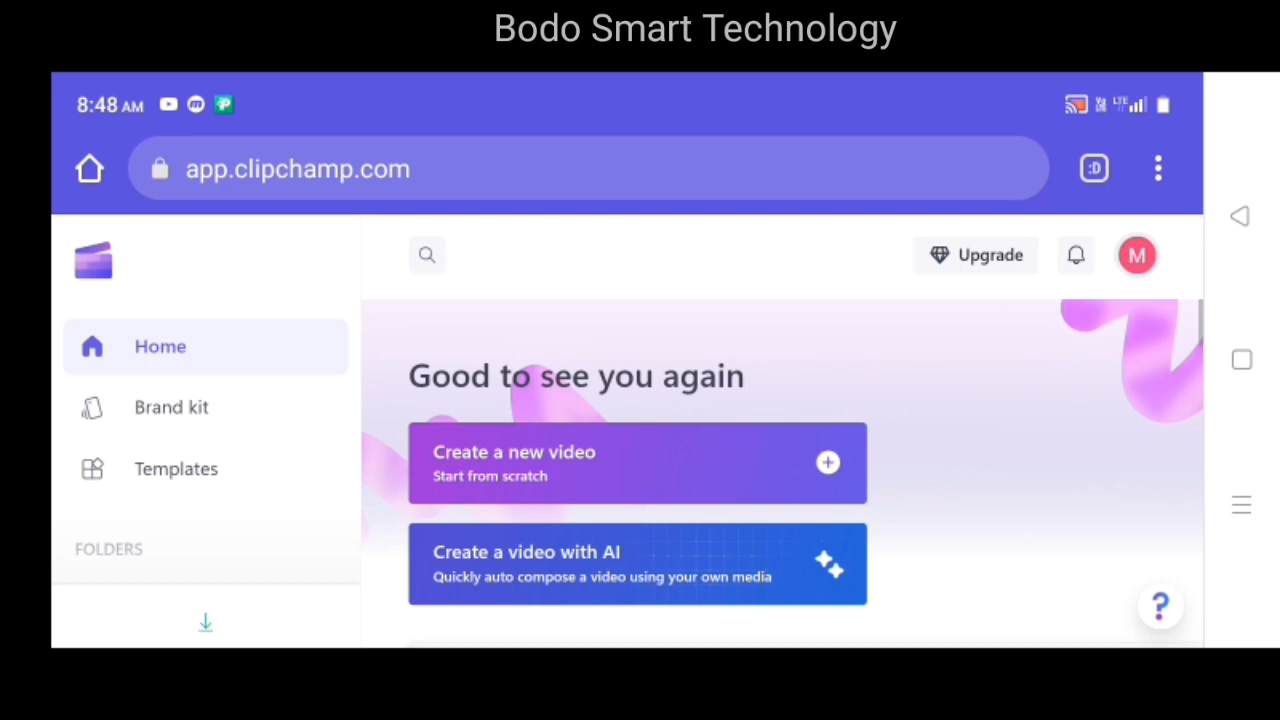 Bodo Smart Technology
8:48 AM
LTE
app.clipchamp.com
:D
Upgrade
M
Home
Good to see you again
Brand kit
Create a new video
Start from scratch
Templates
FOLDERS
Create a video with AI
Quickly auto compose a video using your own media
?